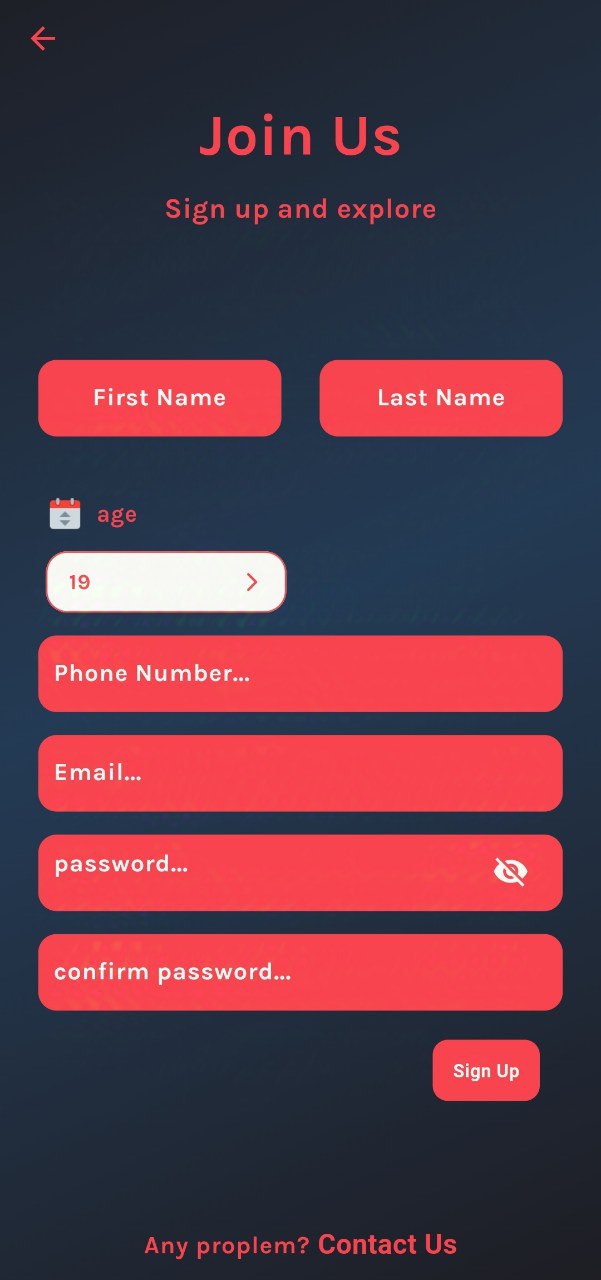 Join Us
Sign up and explore
First Name
Last Name
age
19
Phone Number...
Email...
password...
confirm password...
Sign Up
Any proplem? Contact Us